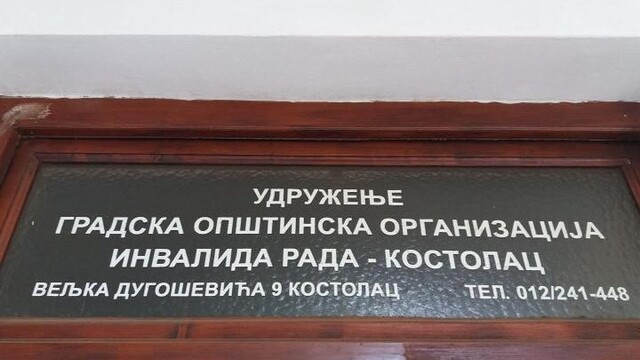 УДРУЖЕЊЕ
ГРАДСКА ОПШТИНСКА ОРГАНИЗАЦИЈА
ИНВАЛИДА РАДА - КОСТОЛАЦ
ВЕЉКА ДУГОШЕВИЋА 9 КОСТОЛАЦ ТЕЛ. 012/241-448